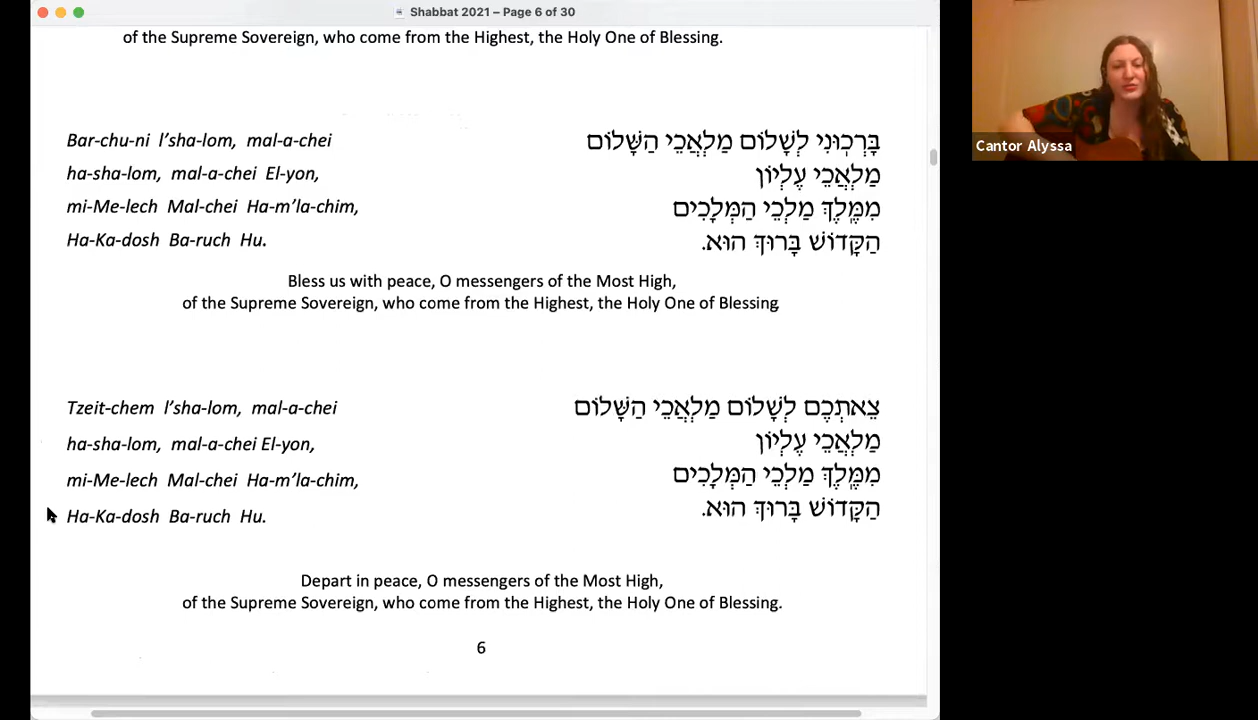 Shabbat 2021 – Page 6 of 30
of the Supreme Sovereign, who come from the Highest, the Holy One of Blessing.
Bar-chu-ni l’sha-lom, mal-a-chei
ha-sha-lom, mal-a-chei El-yon,
mi-Me-lech Mal-chei Ha-m’la-chim,
Ha-Ka-dosh Ba-ruch Hu.
בָּרְכְוּנִי לְשָׁלוֹם מַלְאֲכֵי הַשָּׁלוֹם
מַלְאֲכֵי עֶלְיוֹן
מִמֶּֽלֶךְ מַלְכֵי הַמְּלָכִים
הַקָּדוֹשׁ בָּרוּךְ הוּא.
Bless us with peace, O messengers of the Most High,
of the Supreme Sovereign, who come from the Highest, the Holy One of Blessing.
Tzeit-chem l’sha-lom, mal-a-chei
ha-sha-lom, mal-a-chei El-yon,
mi-Me-lech Mal-chei Ha-m’la-chim,
Ha-Ka-dosh Ba-ruch Hu.
צֵאתְכֶם לְשָׁלוֹם מַלְאֲכֵי הַשָּׁלוֹם
מַלְאֲכֵי עֶלְיוֹן
מִמֶּֽלֶךְ מַלְכֵי הַמְּלָכִים
הַקָּדוֹשׁ בָּרוּךְ הוּא.
Depart in peace, O messengers of the Most High,
of the Supreme Sovereign, who come from the Highest, the Holy One of Blessing.
6
Cantor Alyssa